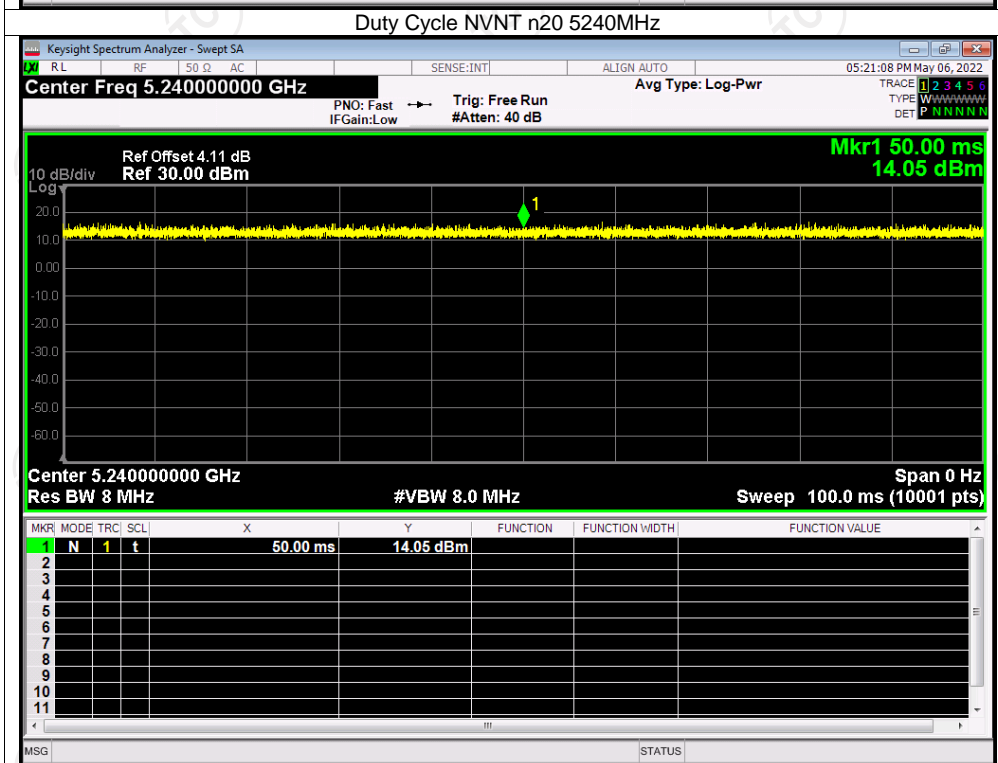 Duty Cycle NVNT n20 5240MHz
Keysight Spectrum Analyzer - Swept SA
LXI RL RF 50 Ω AC SENSE:INT ALIGN AUTO 05:21:08 PM May 06, 2022
Center Freq 5.240000000 GHz Avg Type: Log-Pwr TRACE 1 2 3 4 5 6
PNO: Fast Trig: Free Run TYPE WWWWWW
IFGain:Low #Atten: 40 dB DET P N N N N N
Mkr1 50.00 ms
Ref Offset 4.11 dB
10 dB/div Ref 30.00 dBm 14.05 dBm
Log
1
20.0
10.0
0.00
-10.0
-20.0
-30.0
-40.0
-50.0
-60.0
Center 5.240000000 GHz Span 0 Hz
Res BW 8 MHz #VBW 8.0 MHz Sweep 100.0 ms (10001 pts)
MKR MODE TRC SCL X Y FUNCTION FUNCTION WIDTH FUNCTION VALUE
1 N 1 t 50.00 ms 14.05 dBm
2
3
4
5
6
7
8
9
10
11
MSG STATUS